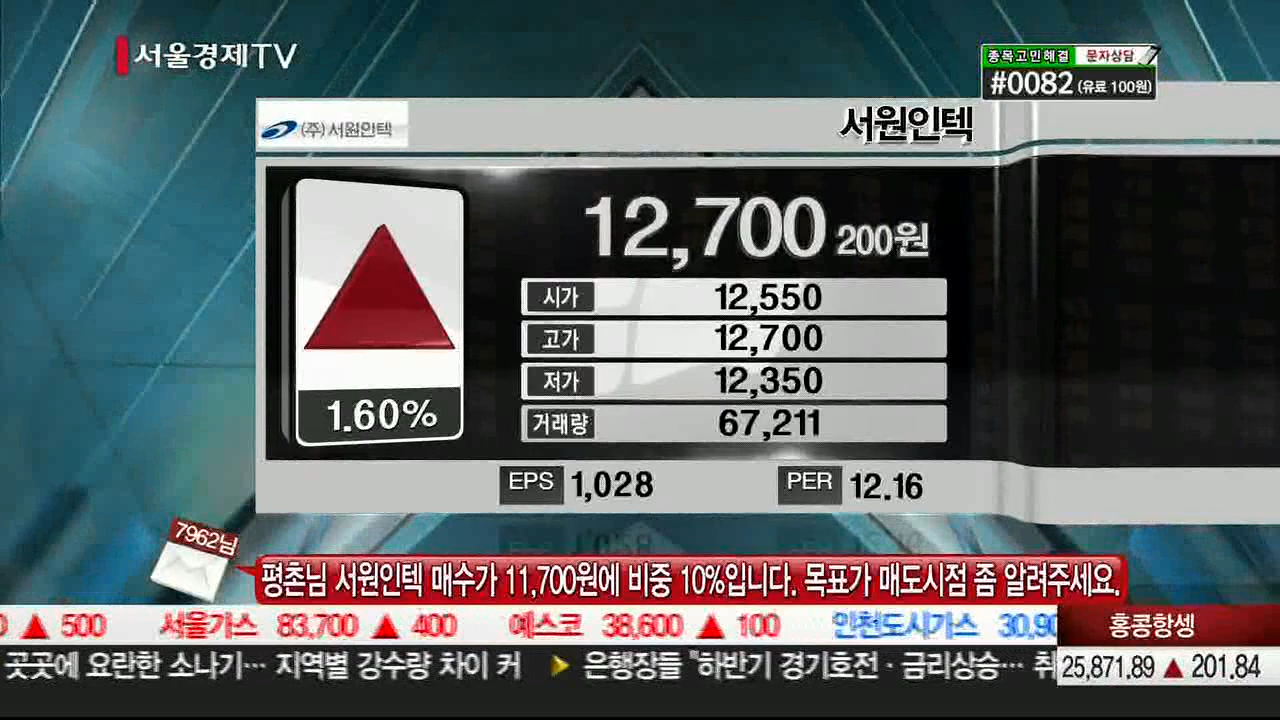 서울경제TV
종목고민해결 문자상담
#0082 (유료 100원)
(주)서원인텍
서원인텍
12,700 200원
1.60%
시가 12,550
고가 12,700
저가 12,350
거래량 67,211
EPS 1,028 PER 12.16
7962님
평촌님 서원인텍 매수가 11,700원에 비중 10%입니다. 목표가 매도시점 좀 알려주세요.
0 ▲ 500 서울가스 83,700 ▲ 400 예스코 38,600 ▲ 100 인천도시가스 30,90
홍콩항셍
곳곳에 요란한 소나기… 지역별 강수량 차이 커 ▶ 은행장들 "하반기 경기호전·금리상승… 취
25,871.89 ▲ 201.84